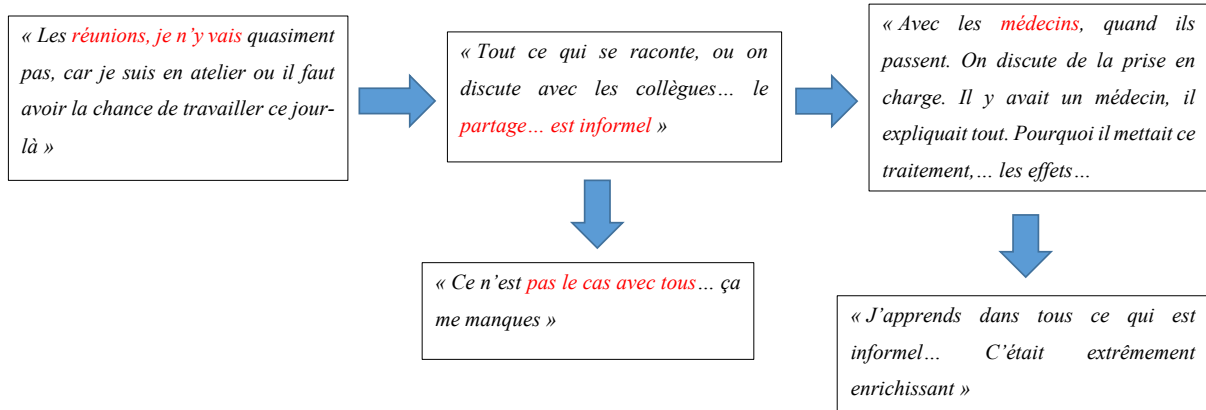 « Les réunions, je n’y vais quasiment
pas, car je suis en atelier ou il faut
avoir la chance de travailler ce jour-
là »
« Tout ce qui se raconte, ou on
discute avec les collègues… le
partage… est informel »
« Avec les médecins, quand ils
passent. On discute de la prise en
charge. Il y avait un médecin, il
expliquait tout. Pourquoi il mettait ce
traitement,… les effets…
« Ce n’est pas le cas avec tous… ça
me manques »
« J’apprends dans tous ce qui est
informel… C’était extrêmement
enrichissant »